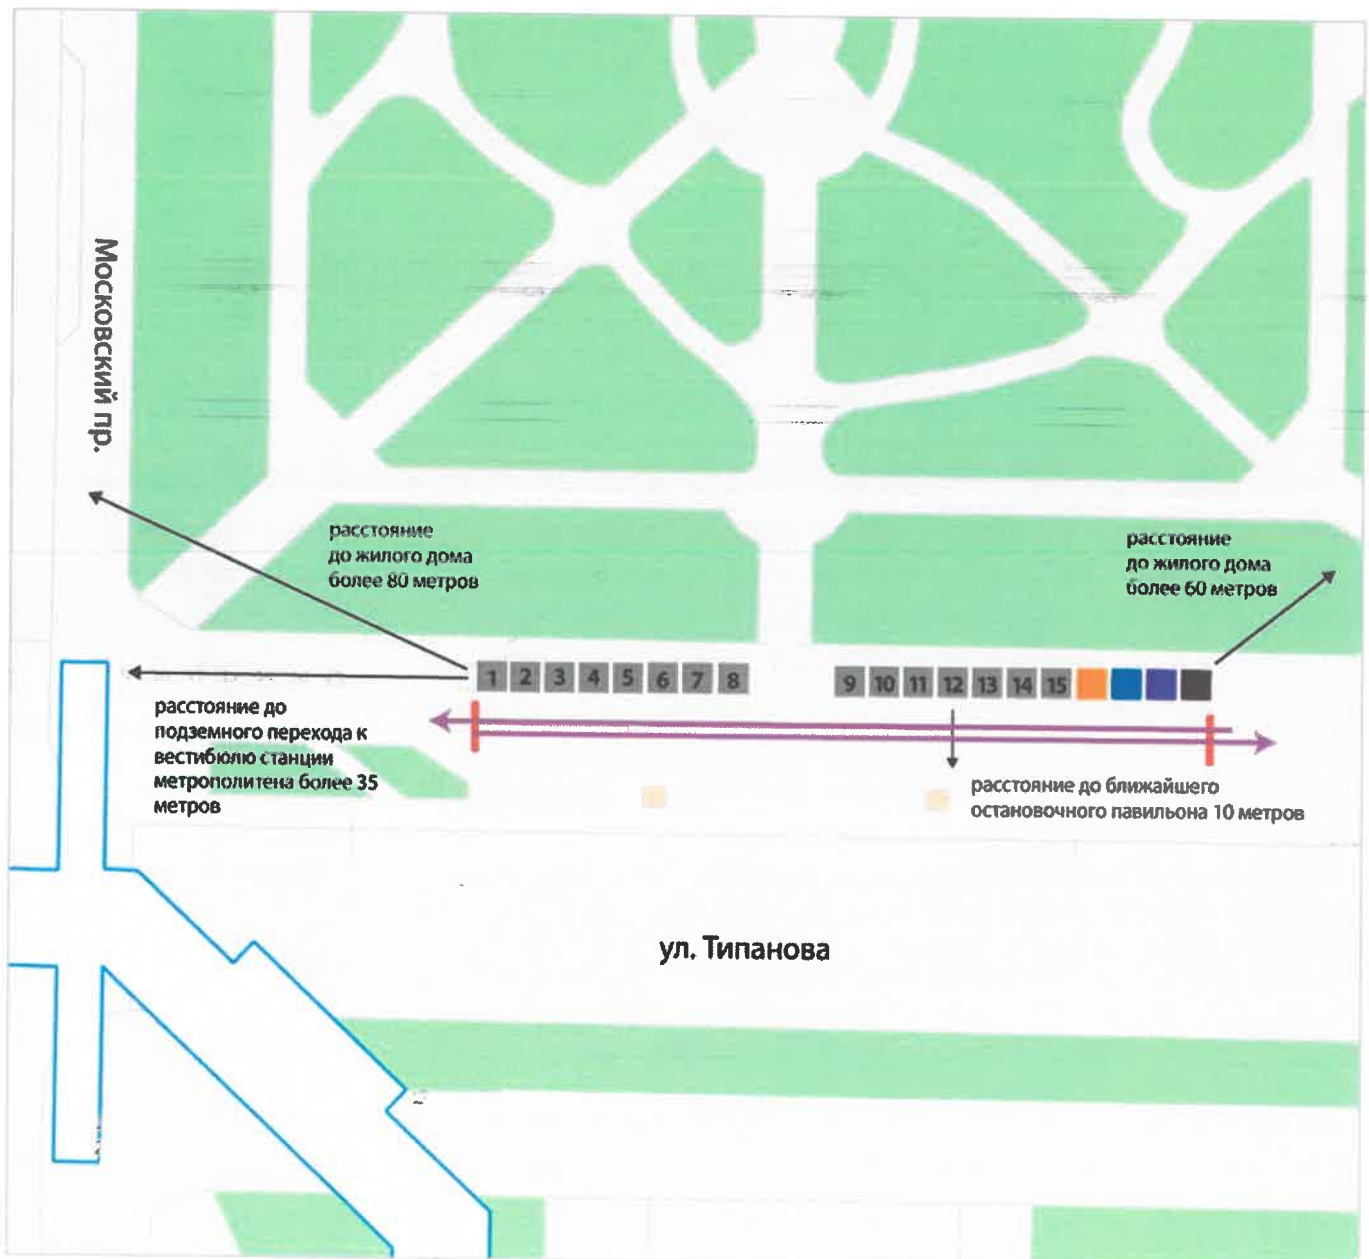 Московский пр.
расстояние
до жилого дома
более 80 метров
расстояние
до жилого дома
более 60 метров
1 2 3 4 5 6 7 8 9 10 11 12 13 14 15
расстояние до
подземного перехода к
вестибюлю станции
метрополитена более 35
метров
расстояние до ближайшего
остановочного павильона 10 метров
ул. Типанова